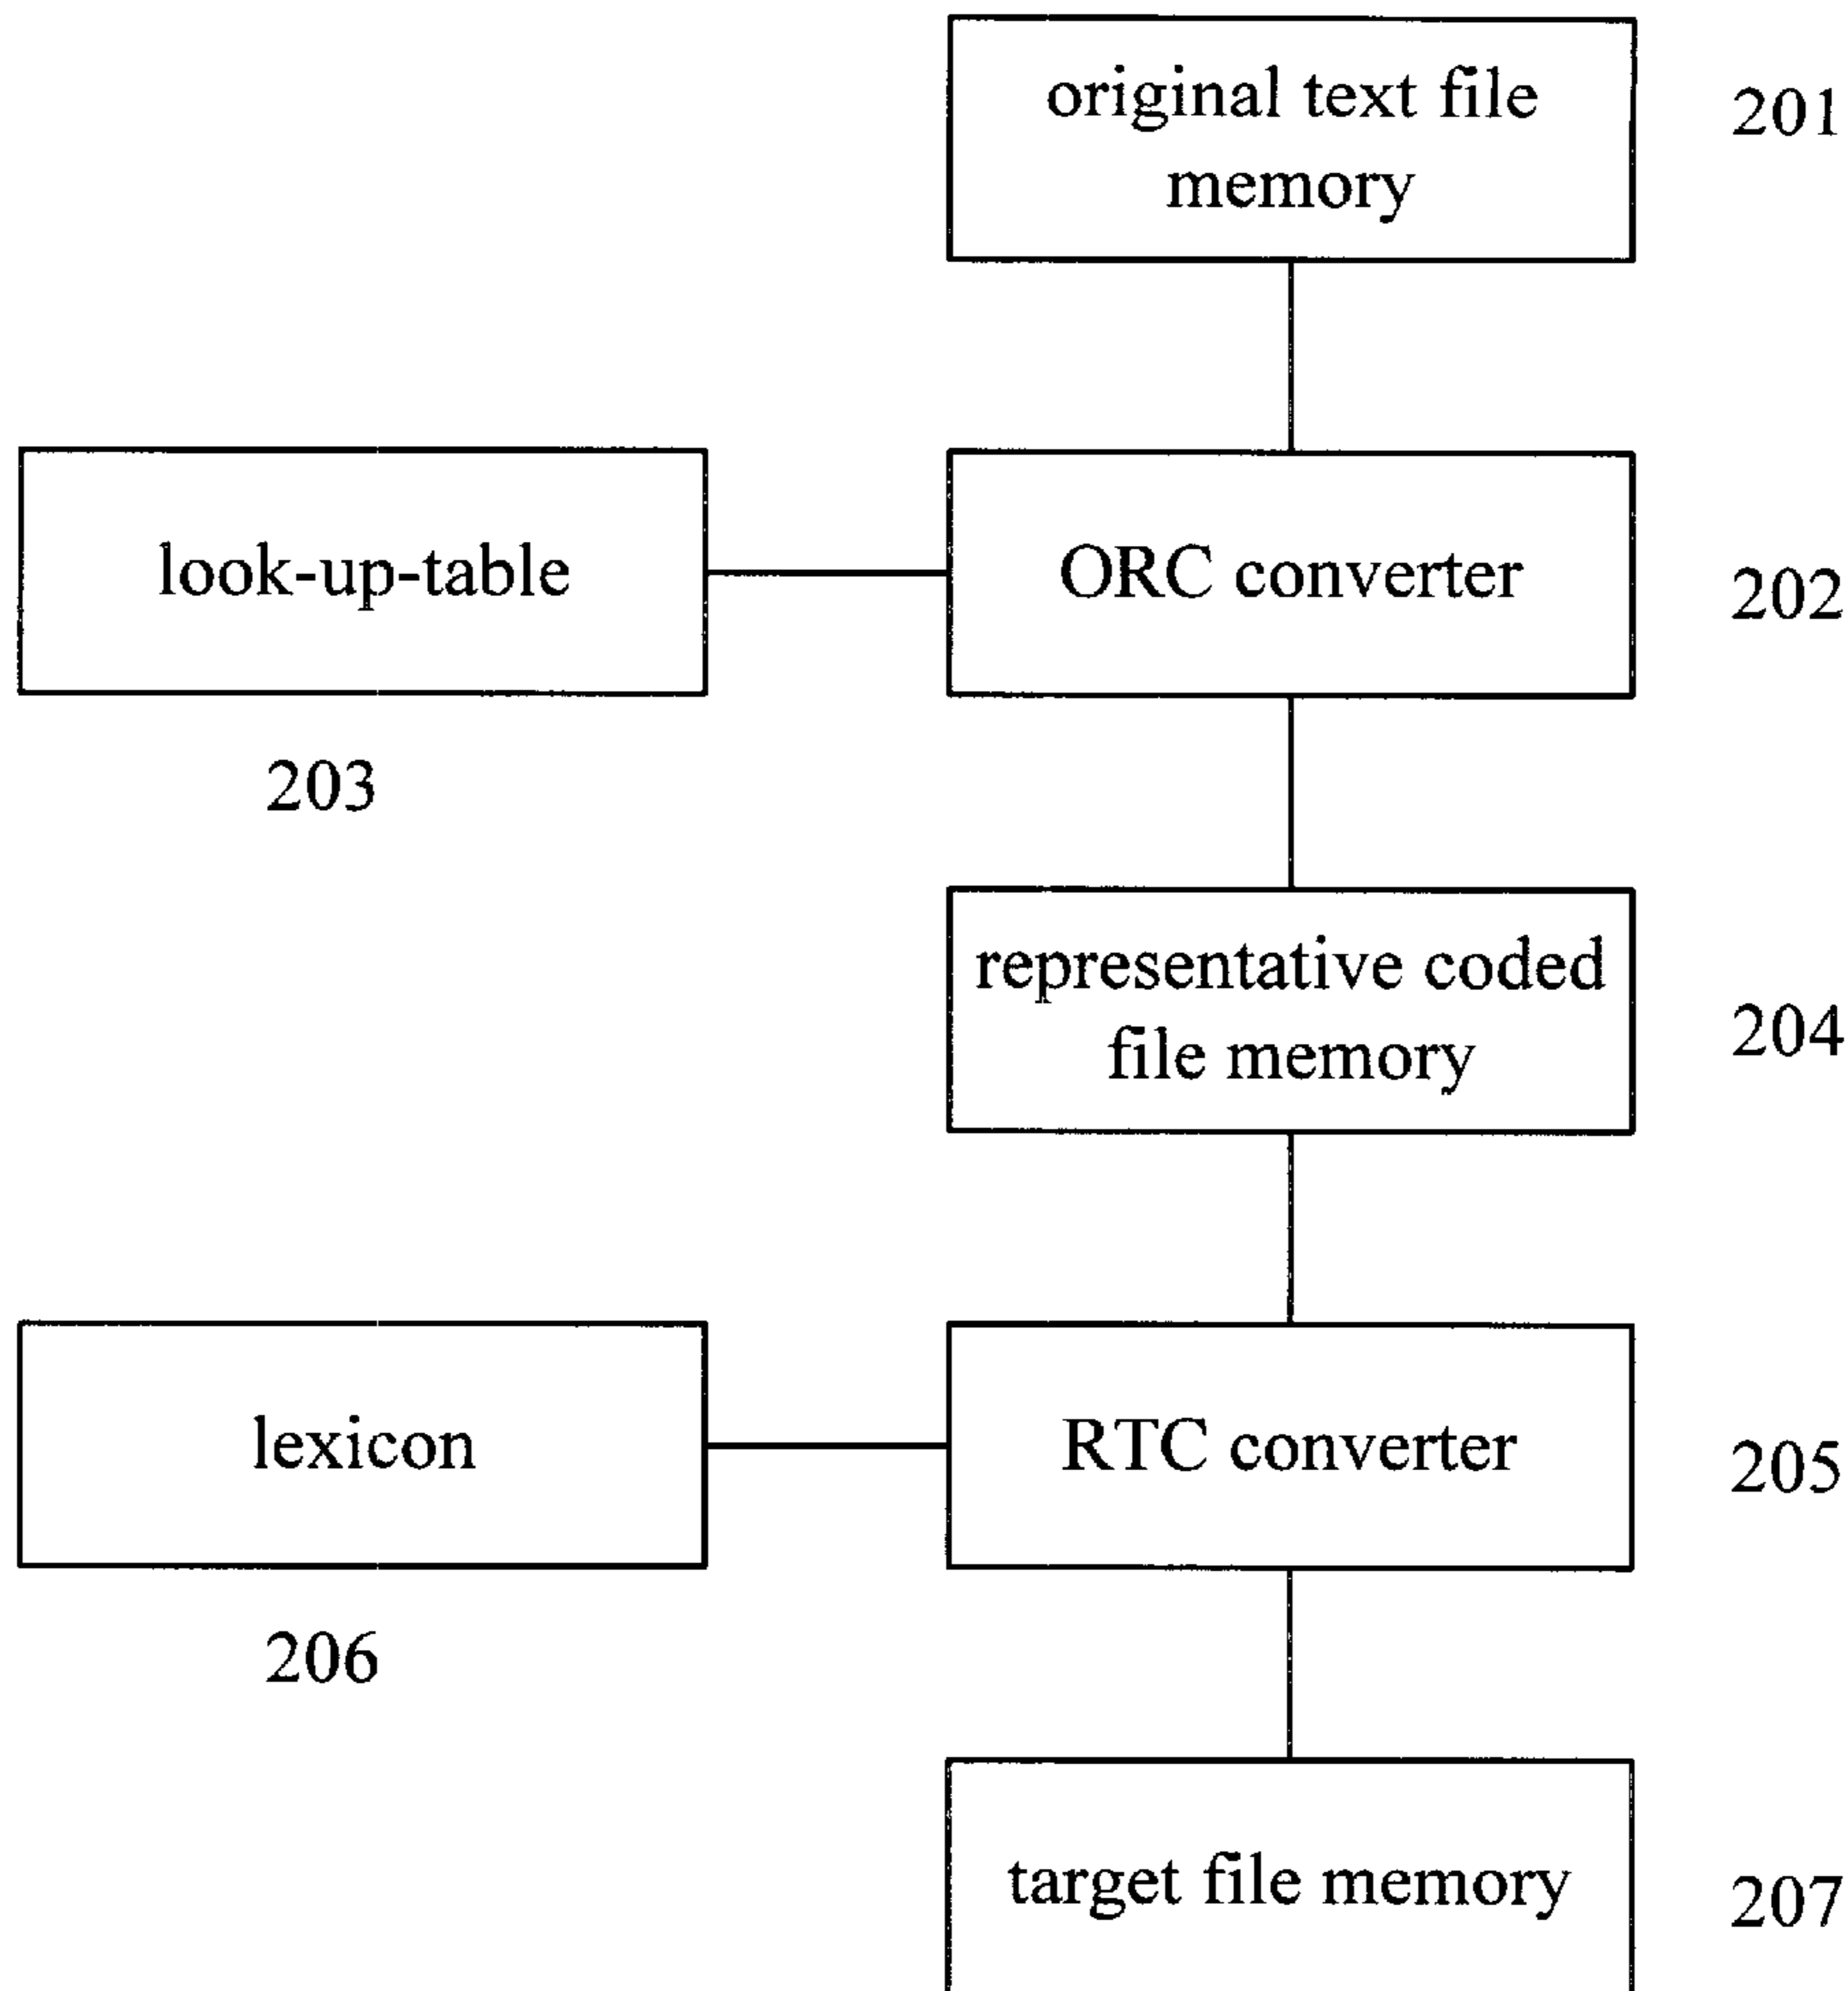 original text file
memory
201
look-up-table
ORC converter
202
203
representative coded
file memory
204
lexicon
RTC converter
205
206
target file memory
207